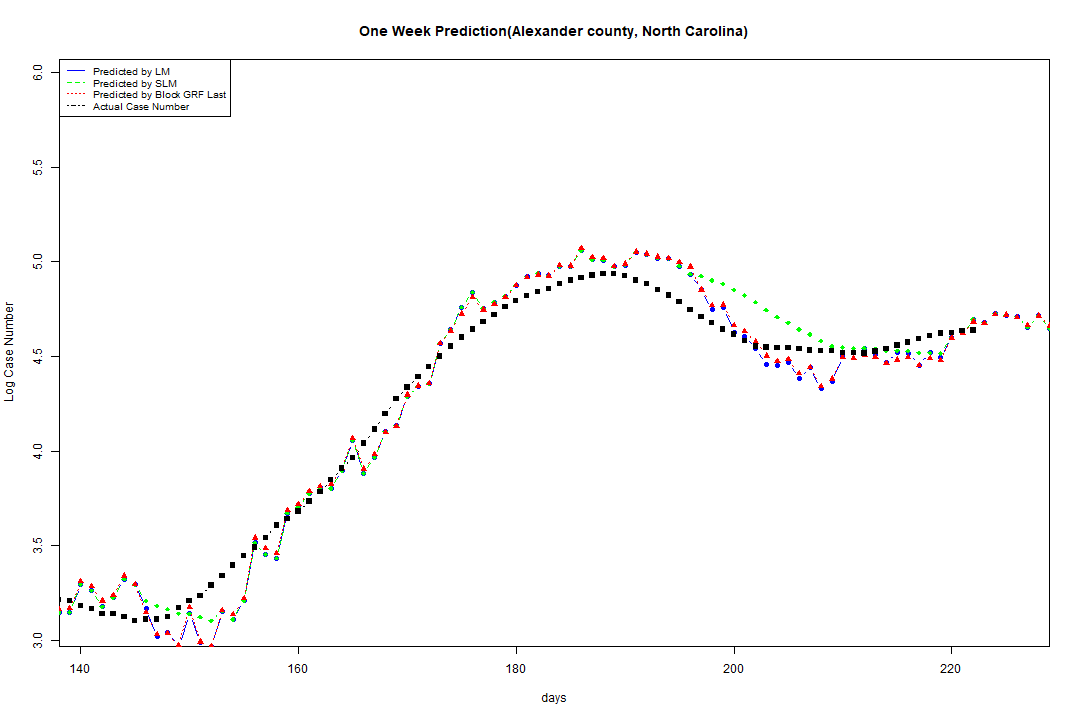 One Week Prediction(Alexander county, North Carolina)
Predicted by LM
Predicted by SLM
Predicted by Block GRF Last
Actual Case Number
6.0
5.5
5.0
4.5
4.0
3.5
3.0
Log Case Number
140 160 180 200 220
days